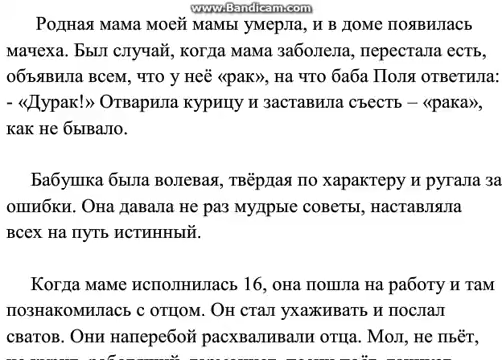 www.Bandicam.com
Родная мама моей мамы умерла, и в доме появилась
мачеха. Был случай, когда мама заболела, перестала есть,
объявила всем, что у неё «рак», на что баба Поля ответила:
- «Дурак!» Отварила курицу и заставила съесть – «рака»,
как не бывало.
Бабушка была волевая, твёрдая по характеру и ругала за
ошибки. Она давала не раз мудрые советы, наставляла
всех на путь истинный.
Когда маме исполнилась 16, она пошла на работу и там
познакомилась с отцом. Он стал ухаживать и послал
сватов. Они наперебой расхваливали отца. Мол, не пьёт,